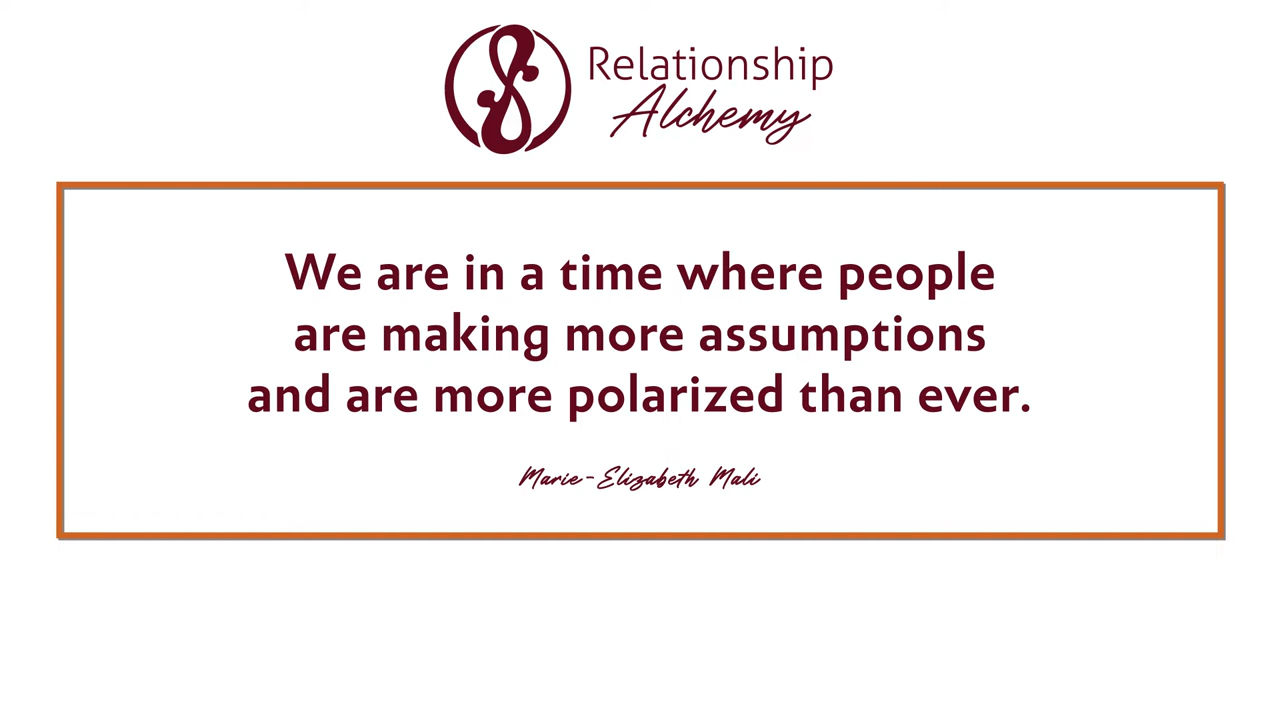 Relationship
Alchemy
We are in a time where people
are making more assumptions
and are more polarized than ever.
Marie-Elizabeth Mali